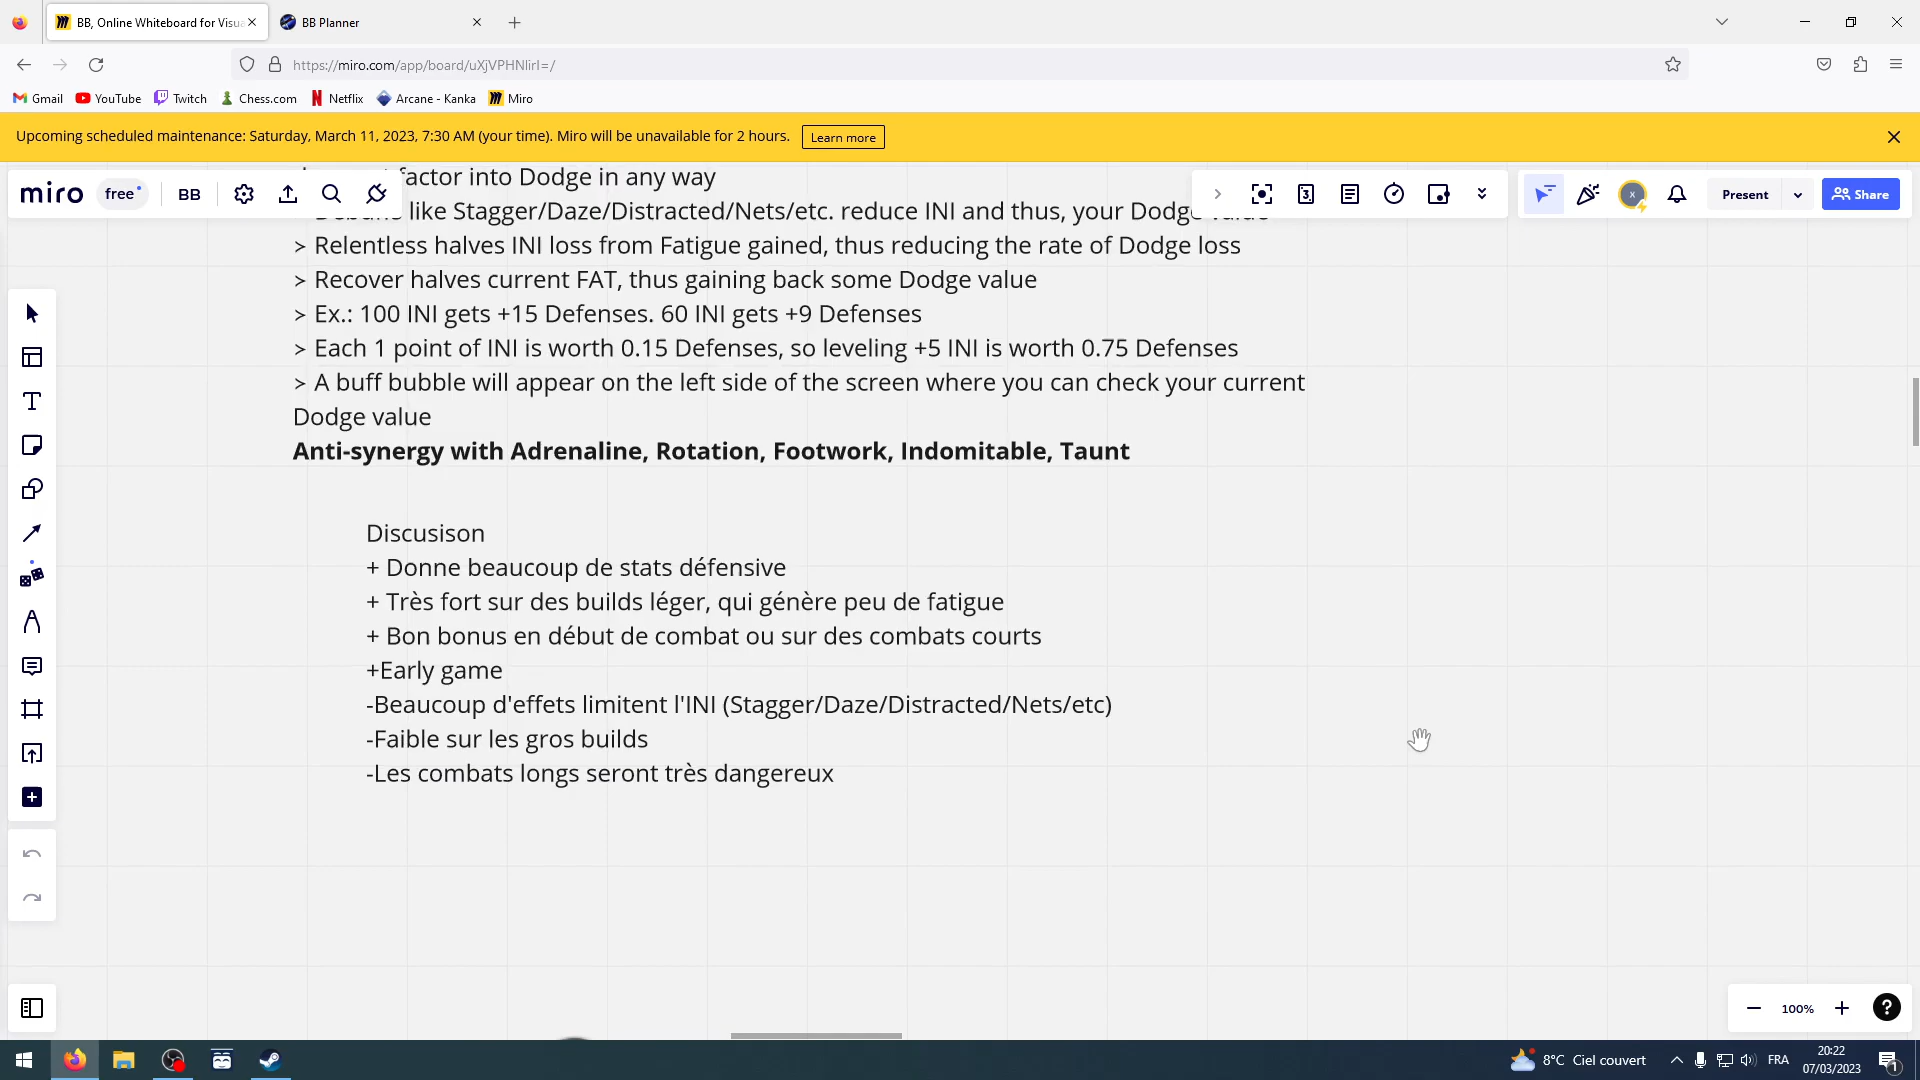 BB, Online Whiteboard for Visua
BB Planner
https://miro.com/app/board/uXjVPHNlirI=/
Gmail
YouTube
Twitch
Chess.com
Netflix
Arcane - Kanka
Miro
Upcoming scheduled maintenance: Saturday, March 11, 2023, 7:30 AM (your time). Miro will be unavailable for 2 hours.
Learn more
factor into Dodge in any way
miro
free
BB
Present
Share
like Stagger/Daze/Distracted/Nets/etc. reduce INI and thus, your Dodge value
> Relentless halves INI loss from Fatigue gained, thus reducing the rate of Dodge loss
> Recover halves current FAT, thus gaining back some Dodge value
> Ex.: 100 INI gets +15 Defenses. 60 INI gets +9 Defenses
> Each 1 point of INI is worth 0.15 Defenses, so leveling +5 INI is worth 0.75 Defenses
> A buff bubble will appear on the left side of the screen where you can check your current
Dodge value
Anti-synergy with Adrenaline, Rotation, Footwork, Indomitable, Taunt
Discusison
+ Donne beaucoup de stats défensive
+ Très fort sur des builds léger, qui génère peu de fatigue
+ Bon bonus en début de combat ou sur des combats courts
+Early game
-Beaucoup d'effets limitent l'INI (Stagger/Daze/Distracted/Nets/etc)
-Faible sur les gros builds
-Les combats longs seront très dangereux
100%
?
8°C Ciel couvert
FRA
20:22
07/03/2023
1